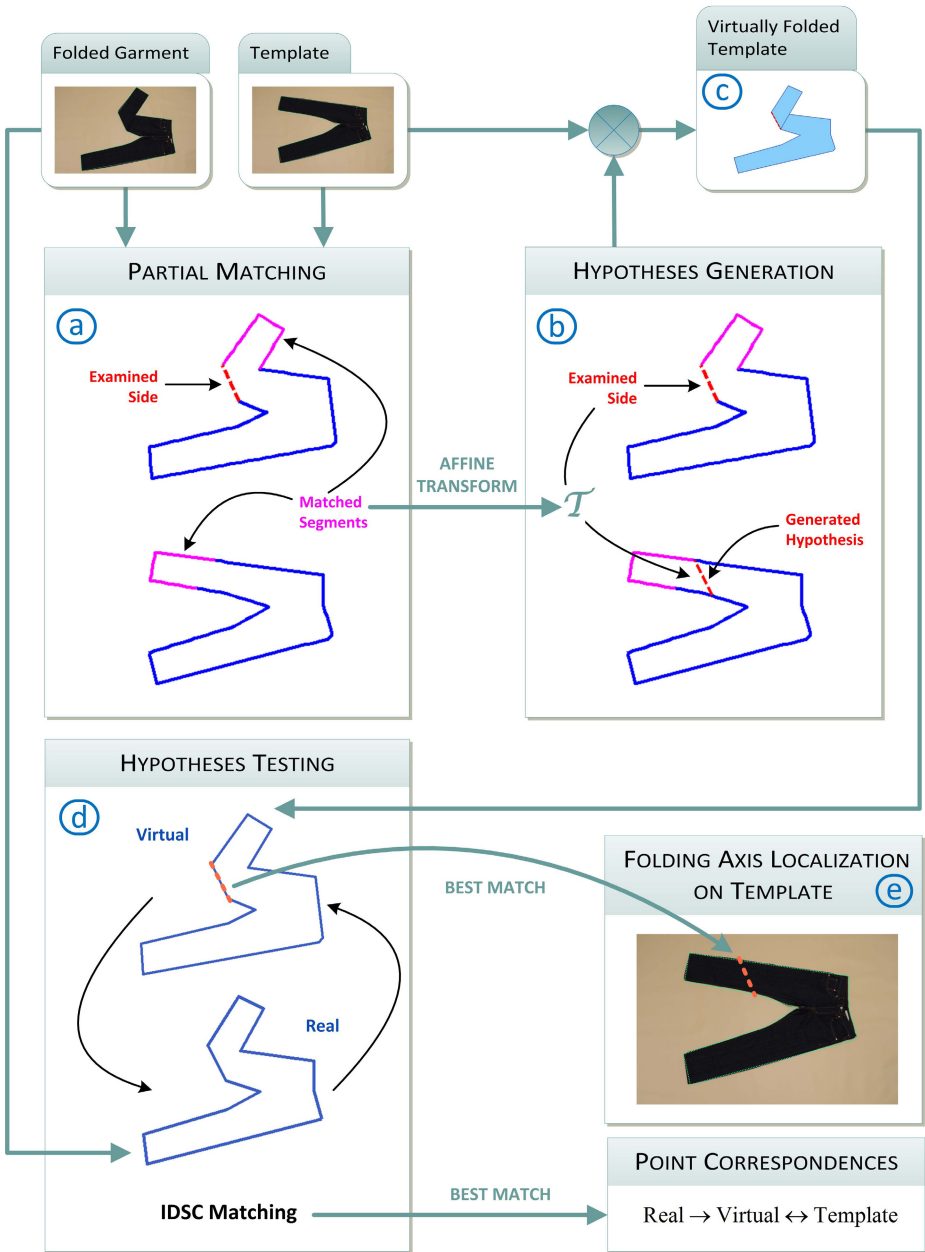 Folded Garment
Template
Virtually Folded
Template
c
PARTIAL MATCHING
a
Examined
Side
Matched
Segments
AFFINE
TRANSFORM
HYPOTHESES GENERATION
b
Examined
Side
𝒯
Generated
Hypothesis
HYPOTHESES TESTING
d
Virtual
Real
IDSC Matching
BEST MATCH
FOLDING AXIS LOCALIZATION
ON TEMPLATE
e
BEST MATCH
POINT CORRESPONDENCES
Real → Virtual ↔ Template